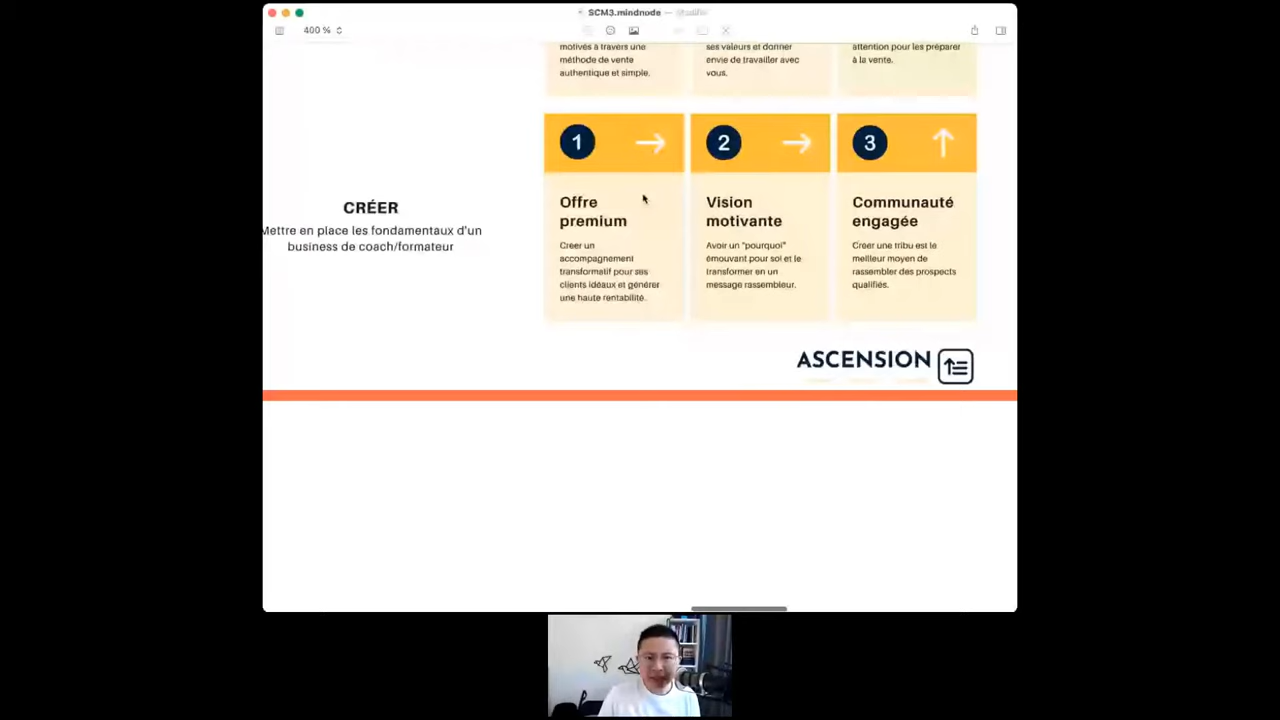 SCM3.mindnode —
400 %
motivés à travers une
méthode de vente
authentique et simple.
ses valeurs et donner
envie de travailler avec
vous.
attention pour les préparer
à la vente.
1
2
3
CRÉER
Mettre en place les fondamentaux d'un
business de coach/formateur
Offre
premium
Créer un
accompagnement
transformatif pour ses
clients idéaux et générer
une haute rentabilité.
Vision
motivante
Avoir un "pourquoi"
émouvant pour soi et le
transformer en un
message rassembleur.
Communauté
engagée
Créer une tribu est le
meilleur moyen de
rassembler des prospects
qualifiés.
ASCENSION